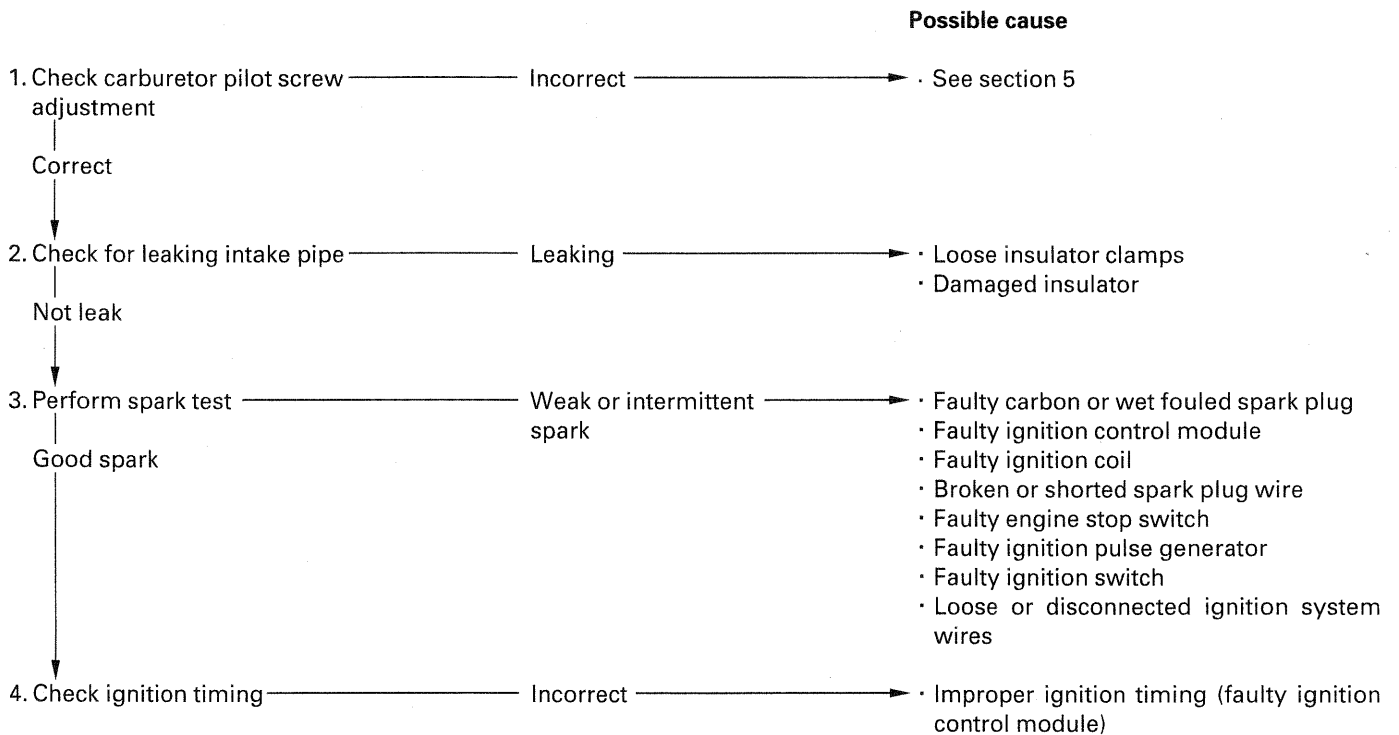 Possible cause
1. Check carburetor pilot screw
adjustment
Incorrect
· See section 5
Correct
2. Check for leaking intake pipe
Leaking
· Loose insulator clamps
· Damaged insulator
Not leak
3. Perform spark test
Weak or intermittent
spark
· Faulty carbon or wet fouled spark plug
· Faulty ignition control module
· Faulty ignition coil
· Broken or shorted spark plug wire
· Faulty engine stop switch
· Faulty ignition pulse generator
· Faulty ignition switch
· Loose or disconnected ignition system
wires
Good spark
4. Check ignition timing
Incorrect
· Improper ignition timing (faulty ignition
control module)